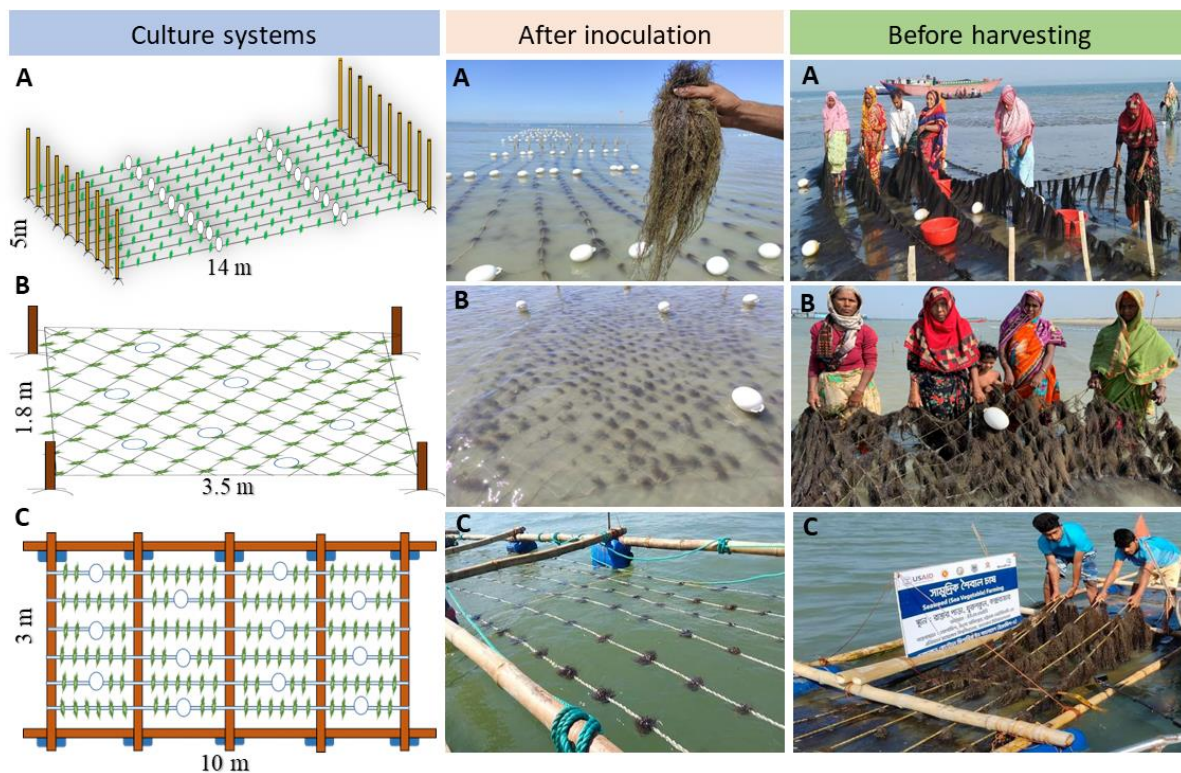 Culture systems
After inoculation
Before harvesting
A
5m
14 m
A
A
B
1.8 m
3.5 m
B
B
C
3 m
10 m
C
C
USAID
সামুদ্রিক শৈবাল চাষ
Seaweed (Sea Vegetable) Farming